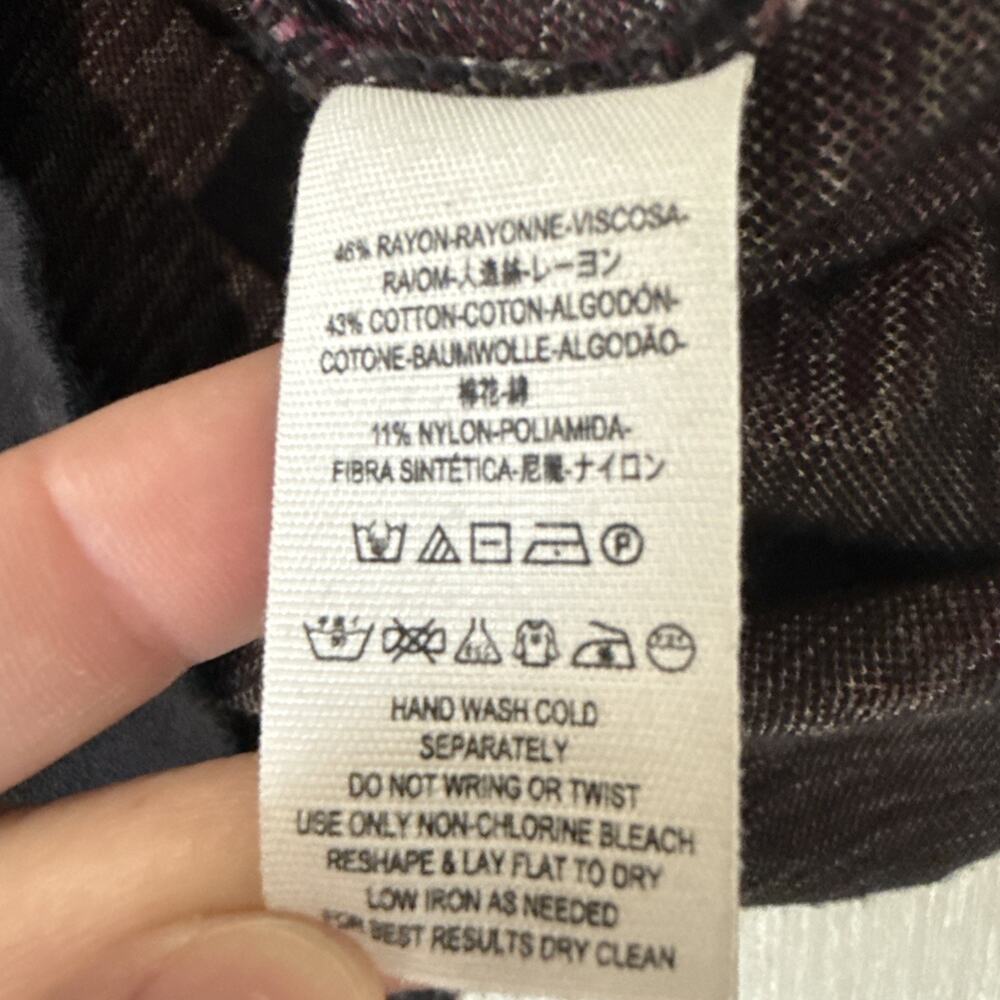 46% RAYON-RAYONNE-VISCOSA-
RAIOM-人造絲-レーヨン
43% COTTON-COTON-ALGODÓN-
COTONE-BAUMWOLLE-ALGODÃO-
棉花-綿
11% NYLON-POLIAMIDA-
FIBRA SINTÉTICA-尼龍-ナイロン
P
HAND WASH COLD
SEPARATELY
DO NOT WRING OR TWIST
USE ONLY NON-CHLORINE BLEACH
RESHAPE & LAY FLAT TO DRY
LOW IRON AS NEEDED
FOR BEST RESULTS DRY CLEAN